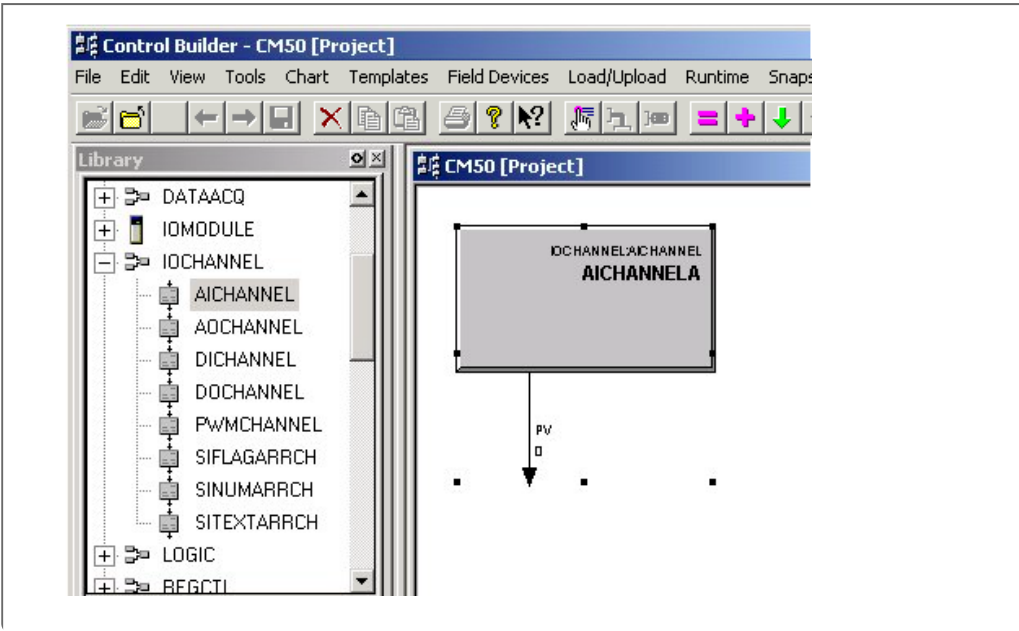 Control Builder - CM50 [Project]
File Edit View Tools Chart Templates Field Devices Load/Upload Runtime Snaps
Library
DATAACQ
IOMODULE
IOCHANNEL
AICHANNEL
AOCHANNEL
DICHANNEL
DOCHANNEL
PWMCHANNEL
SIFLAGARRCH
SINUMARRCH
SITEXTARRCH
LOGIC
REGCTL
CM50 [Project]
IOCHANNEL:AICHANNEL
AICHANNELA
PV
0